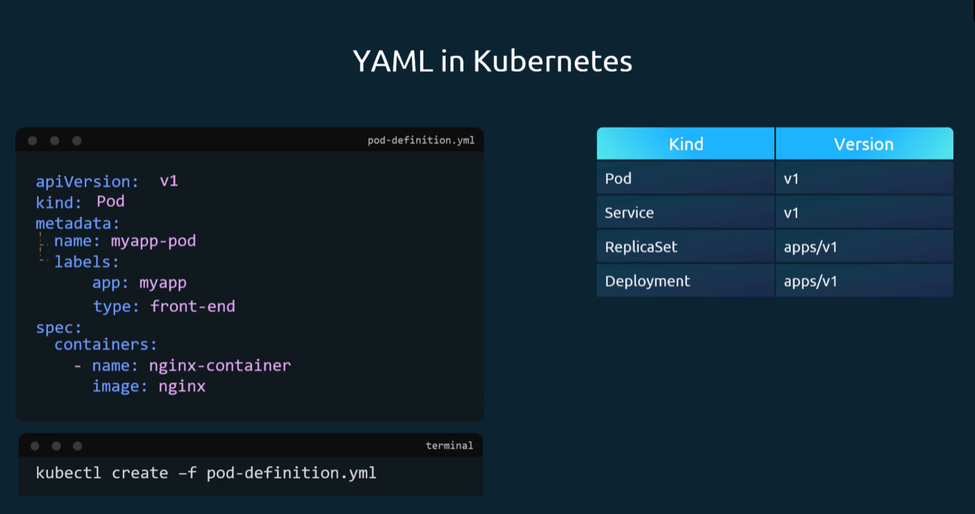 YAML in Kubernetes
pod-definition.yml
apiVersion: v1
kind: Pod
metadata:
name: myapp-pod
labels:
app: myapp
type: front-end
spec:
containers:
- name: nginx-container
image: nginx
terminal
kubectl create –f pod-definition.yml
Kind Version
Pod v1
Service v1
ReplicaSet apps/v1
Deployment apps/v1